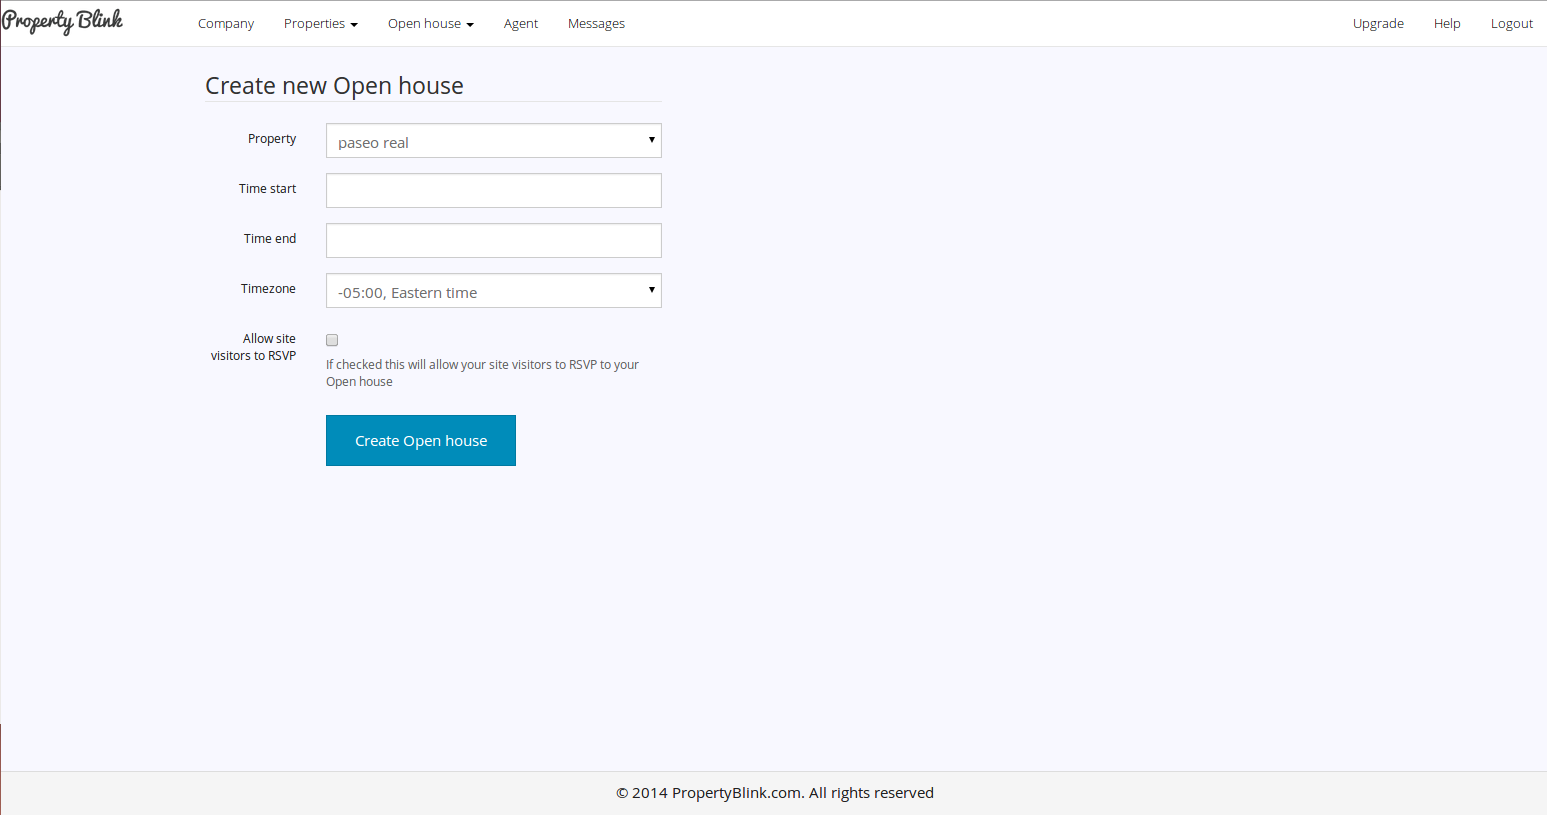 Property Blink
Company Properties Open house Agent Messages Upgrade Help Logout
Create new Open house
Property paseo real
Time start
Time end
Timezone -05:00, Eastern time
Allow site
visitors to RSVP
If checked this will allow your site visitors to RSVP to your
Open house
Create Open house
© 2014 PropertyBlink.com. All rights reserved